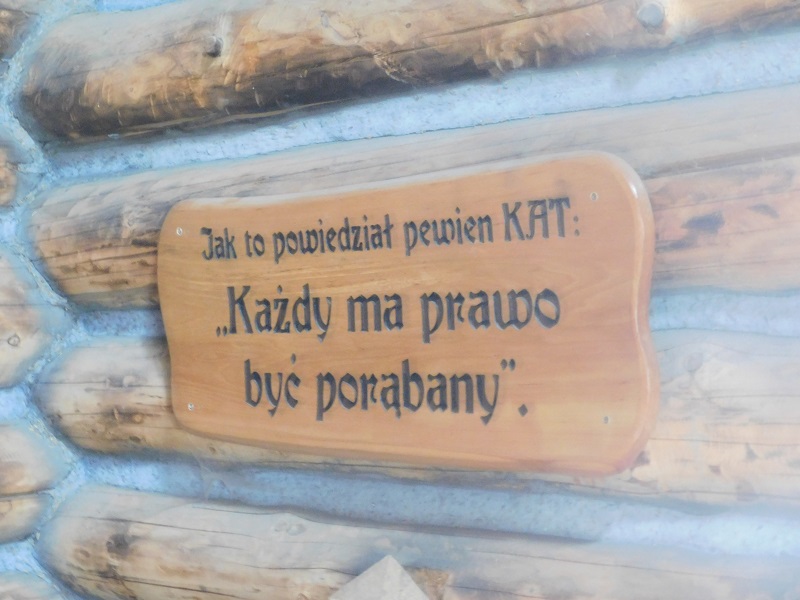 Jak to powiedział pewien KAT:
„Każdy ma prawo
być porąbany”.